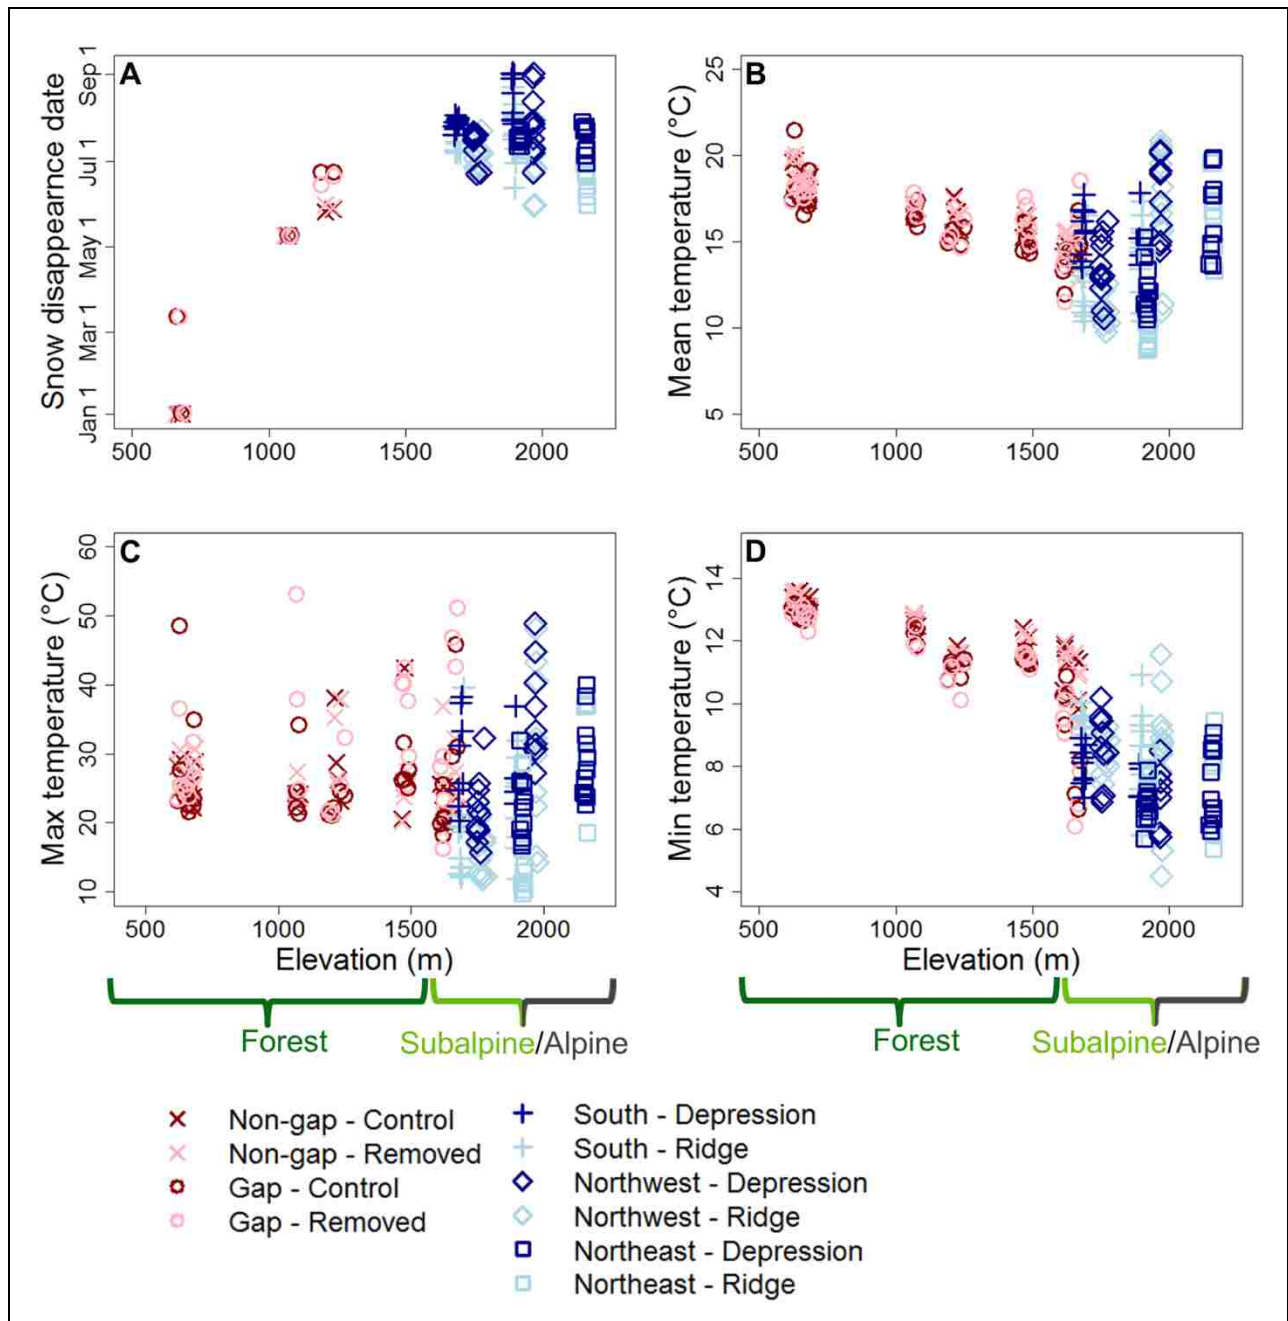 A
Snow disappearnce date
Sep 1
Jul 1
May 1
Mar 1
Jan 1
500 1000 1500 2000
B
Mean temperature (°C)
25
20
15
10
5
500 1000 1500 2000
C
Max temperature (°C)
60
50
40
30
20
10
500 1000 1500 2000
Elevation (m)
Forest
Subalpine/Alpine
D
Min temperature (°C)
14
12
10
8
6
4
500 1000 1500 2000
Elevation (m)
Forest
Subalpine/Alpine
Non-gap - Control
Non-gap - Removed
Gap - Control
Gap - Removed
South - Depression
South - Ridge
Northwest - Depression
Northwest - Ridge
Northeast - Depression
Northeast - Ridge